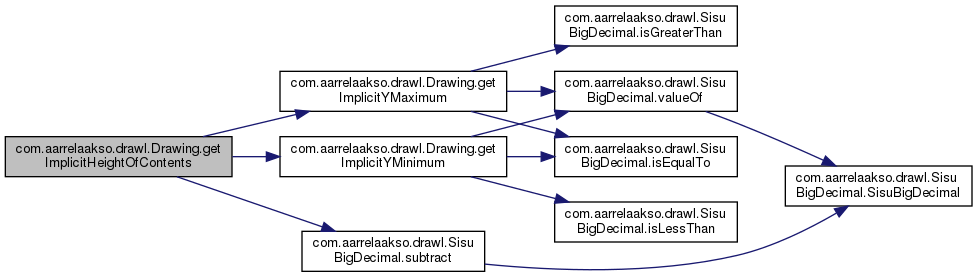 com.aarrelaakso.drawl.Drawing.get
ImplicitHeightOfContents
com.aarrelaakso.drawl.Drawing.get
ImplicitYMaximum
com.aarrelaakso.drawl.Drawing.get
ImplicitYMinimum
com.aarrelaakso.drawl.Sisu
BigDecimal.subtract
com.aarrelaakso.drawl.Sisu
BigDecimal.isGreaterThan
com.aarrelaakso.drawl.Sisu
BigDecimal.valueOf
com.aarrelaakso.drawl.Sisu
BigDecimal.isEqualTo
com.aarrelaakso.drawl.Sisu
BigDecimal.isLessThan
com.aarrelaakso.drawl.Sisu
BigDecimal.SisuBigDecimal